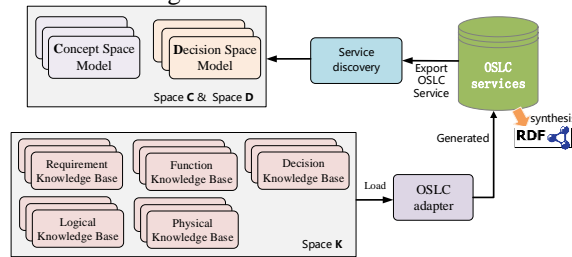 Concept Space
Model
Decision Space
Model
Space C & Space D
Service
discovery
Export
OSLC
Service
OSLC
services
synthesi
RDF
Generated
Requirement
Knowledge Base
Function
Knowledge Base
Decision
Knowledge Base
Logical
Knowledge Base
Physical
Knowledge Base
Space K
Load
OSLC
adapter